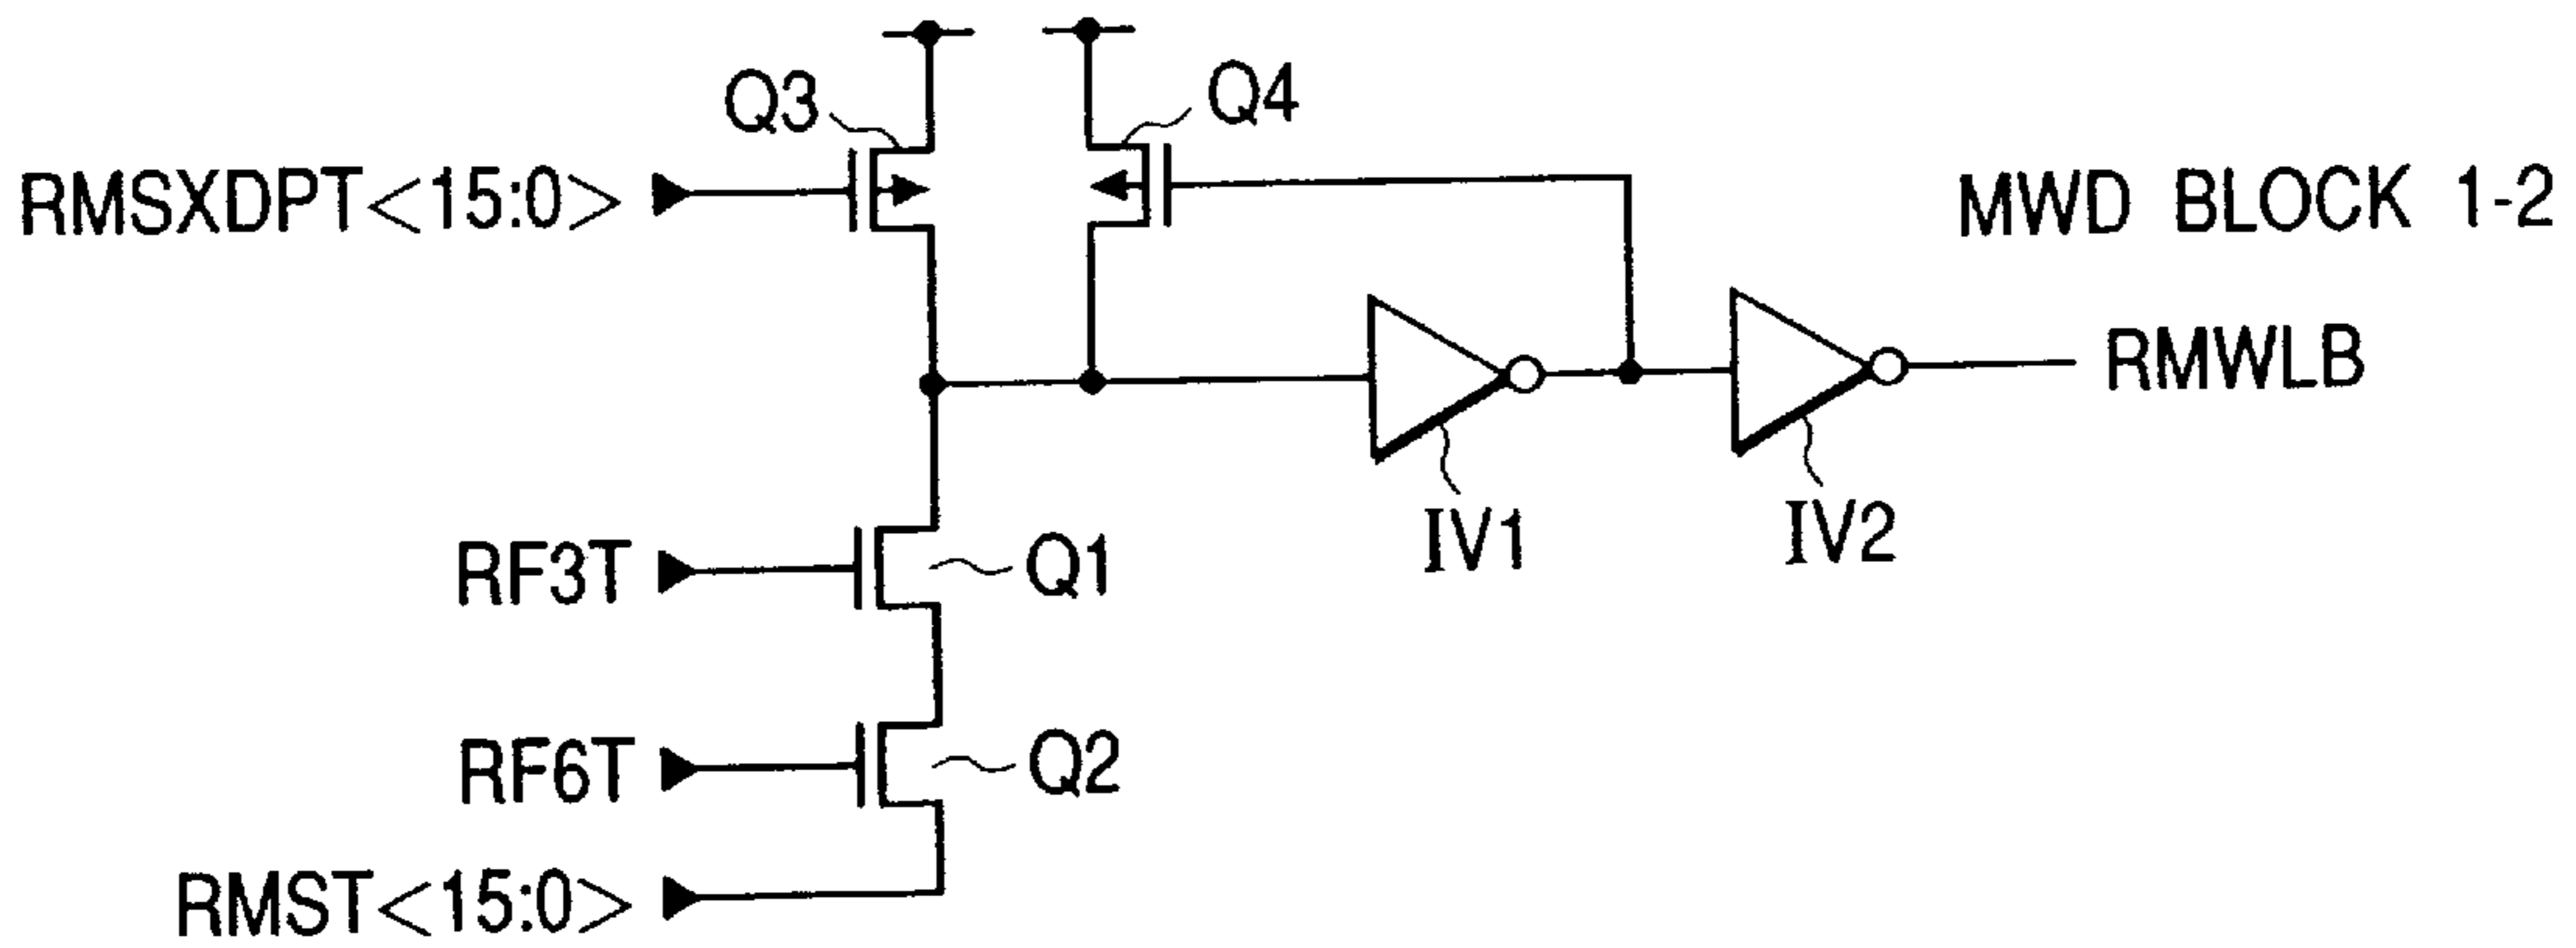 Q3
Q4
RMSXDPT<15:0>
MWD BLOCK 1-2
RMWLB
IV1
IV2
RF3T
Q1
RF6T
Q2
RMST<15:0>